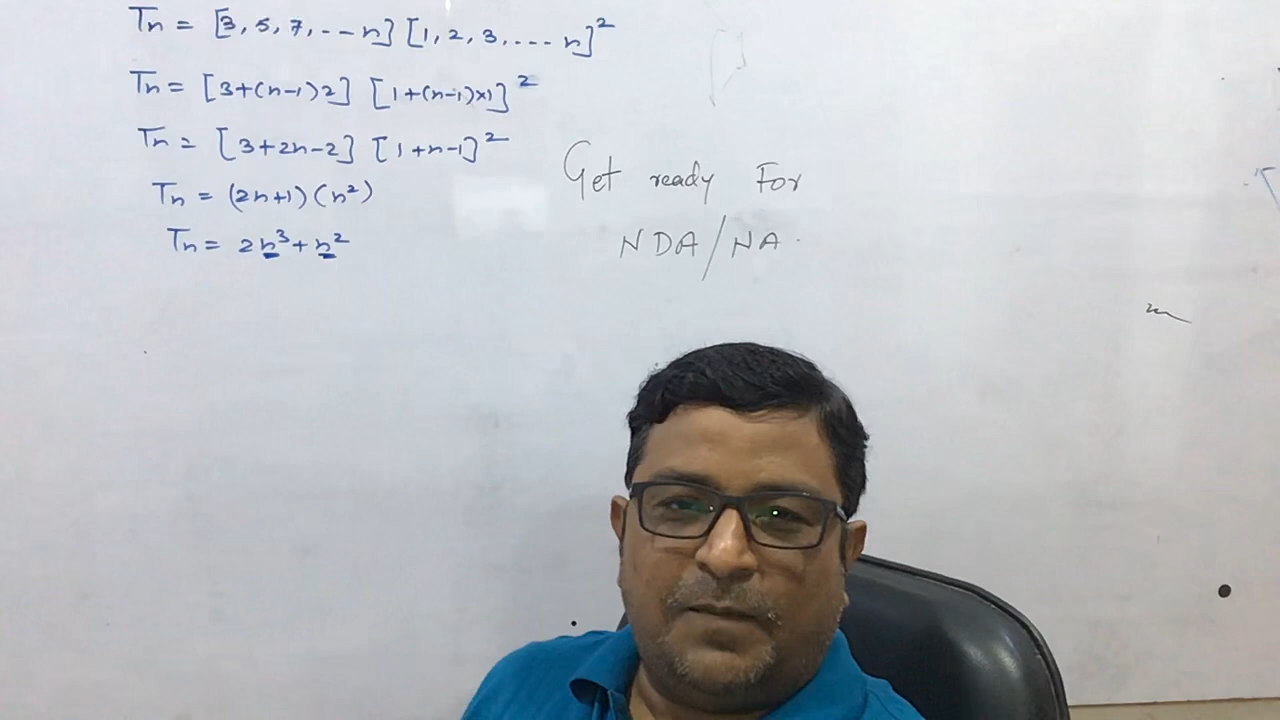 Tn = [3, 5, 7, -- n] [1, 2, 3, ... n]²
Tn = [3+(n-1)2] [1+(n-1)x1]²
Tn = [3+2n-2] [1+n-1]²
Tn = (2n+1)(n²)
Tn = 2n³+n²
Get ready For
NDA/NA.